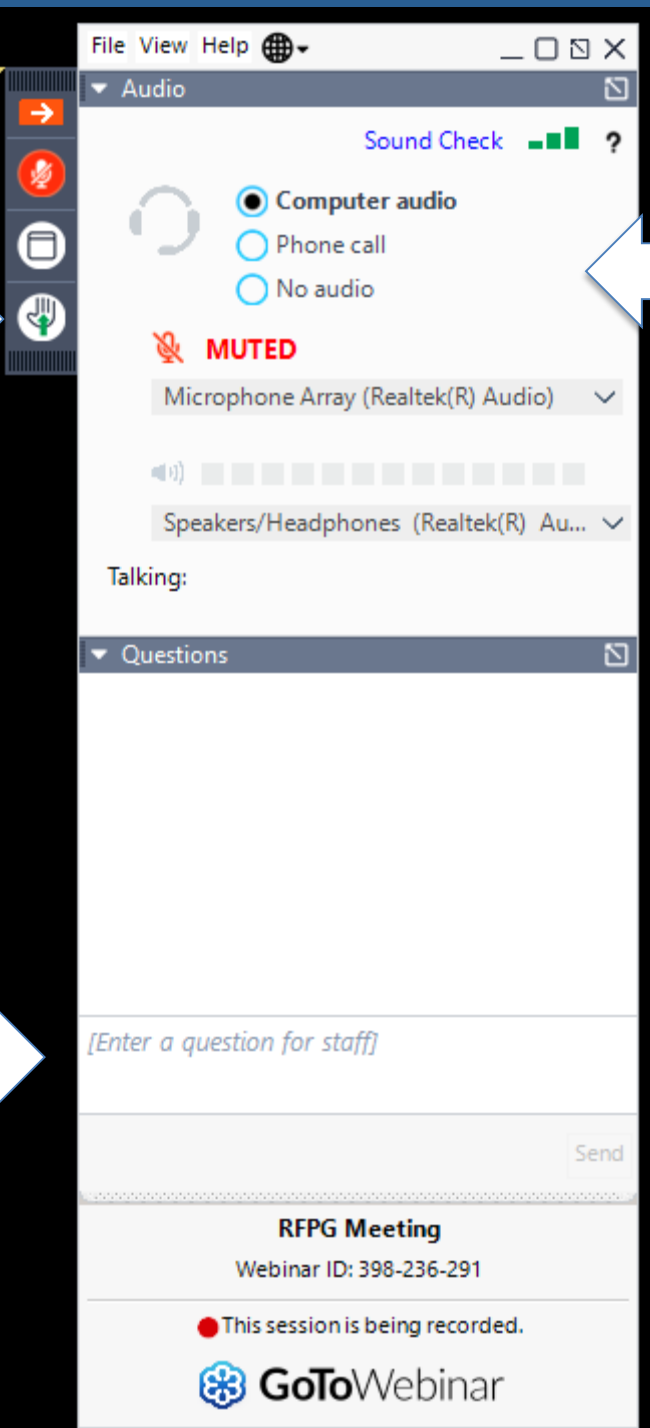 File View Help
Audio
Sound Check ?
Computer audio
Phone call
No audio
MUTED
Microphone Array (Realtek(R) Audio)
Speakers/Headphones (Realtek(R) Au...
Talking:
Questions
[Enter a question for staff]
Send
RFPG Meeting
Webinar ID: 398-236-291
This session is being recorded.
GoToWebinar